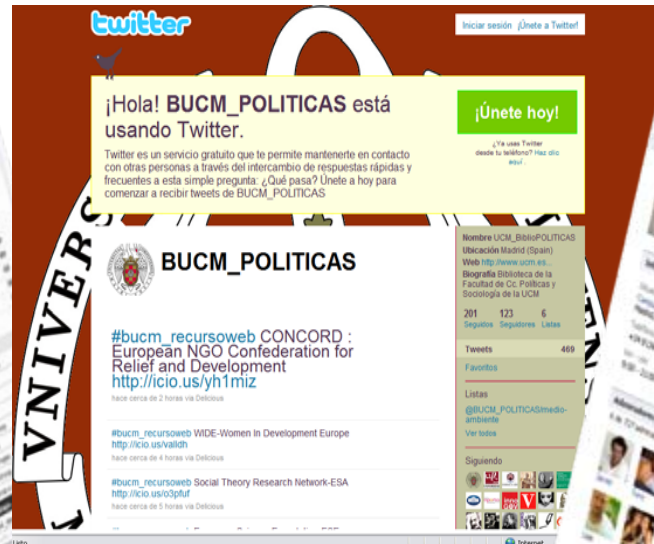 twitter
Iniciar sesión ¡Únete a Twitter!
¡Hola! BUCM_POLITICAS está
usando Twitter.
Twitter es un servicio gratuito que te permite mantenerte en contacto
con otras personas a través del intercambio de respuestas rápidas y
frecuentes a esta simple pregunta: ¿Qué pasa? Únete a hoy para
comenzar a recibir tweets de BUCM_POLITICAS
¡Únete hoy!
¿Ya usas Twitter
desde tu teléfono? Haz clic
aquí.
VNIVERS
ENS
BUCM_POLITICAS
#bucm_recursoweb CONCORD :
European NGO Confederation for
Relief and Development
http://icio.us/yh1miz
hace cerca de 2 horas vía Delicious
#bucm_recursoweb WIDE-Women In Development Europe
http://icio.us/validh
hace cerca de 4 horas vía Delicious
#bucm_recursoweb Social Theory Research Network-ESA
http://icio.us/o3pfuf
hace cerca de 5 horas vía Delicious
Nombre UCM_BiblioPOLITICAS
Ubicación Madrid (Spain)
Web http://www.ucm.es...
Biografía Biblioteca de la
Facultad de Cc. Políticas y
Sociología de la UCM
201 123 6
Seguidos Seguidores Listas
Tweets 469
Favoritos
Listas
@BUCM_POLITICAS/medio-
ambiente
Ver todos
Siguiendo
Listo
Internet